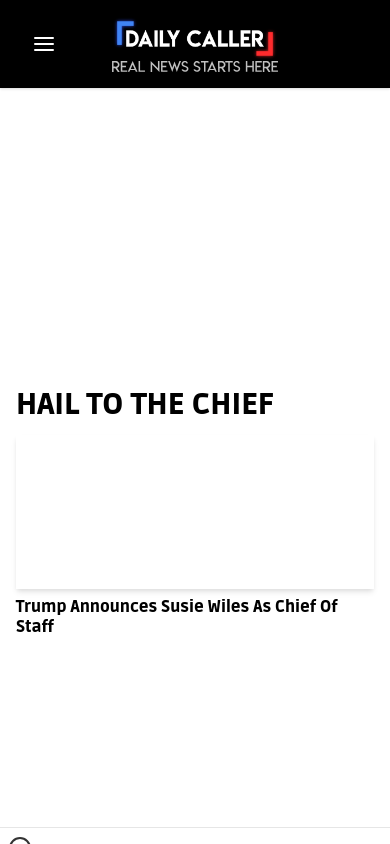 DAILY CALLER
REAL NEWS STARTS HERE
HAIL TO THE CHIEF
Trump Announces Susie Wiles As Chief Of
Staff